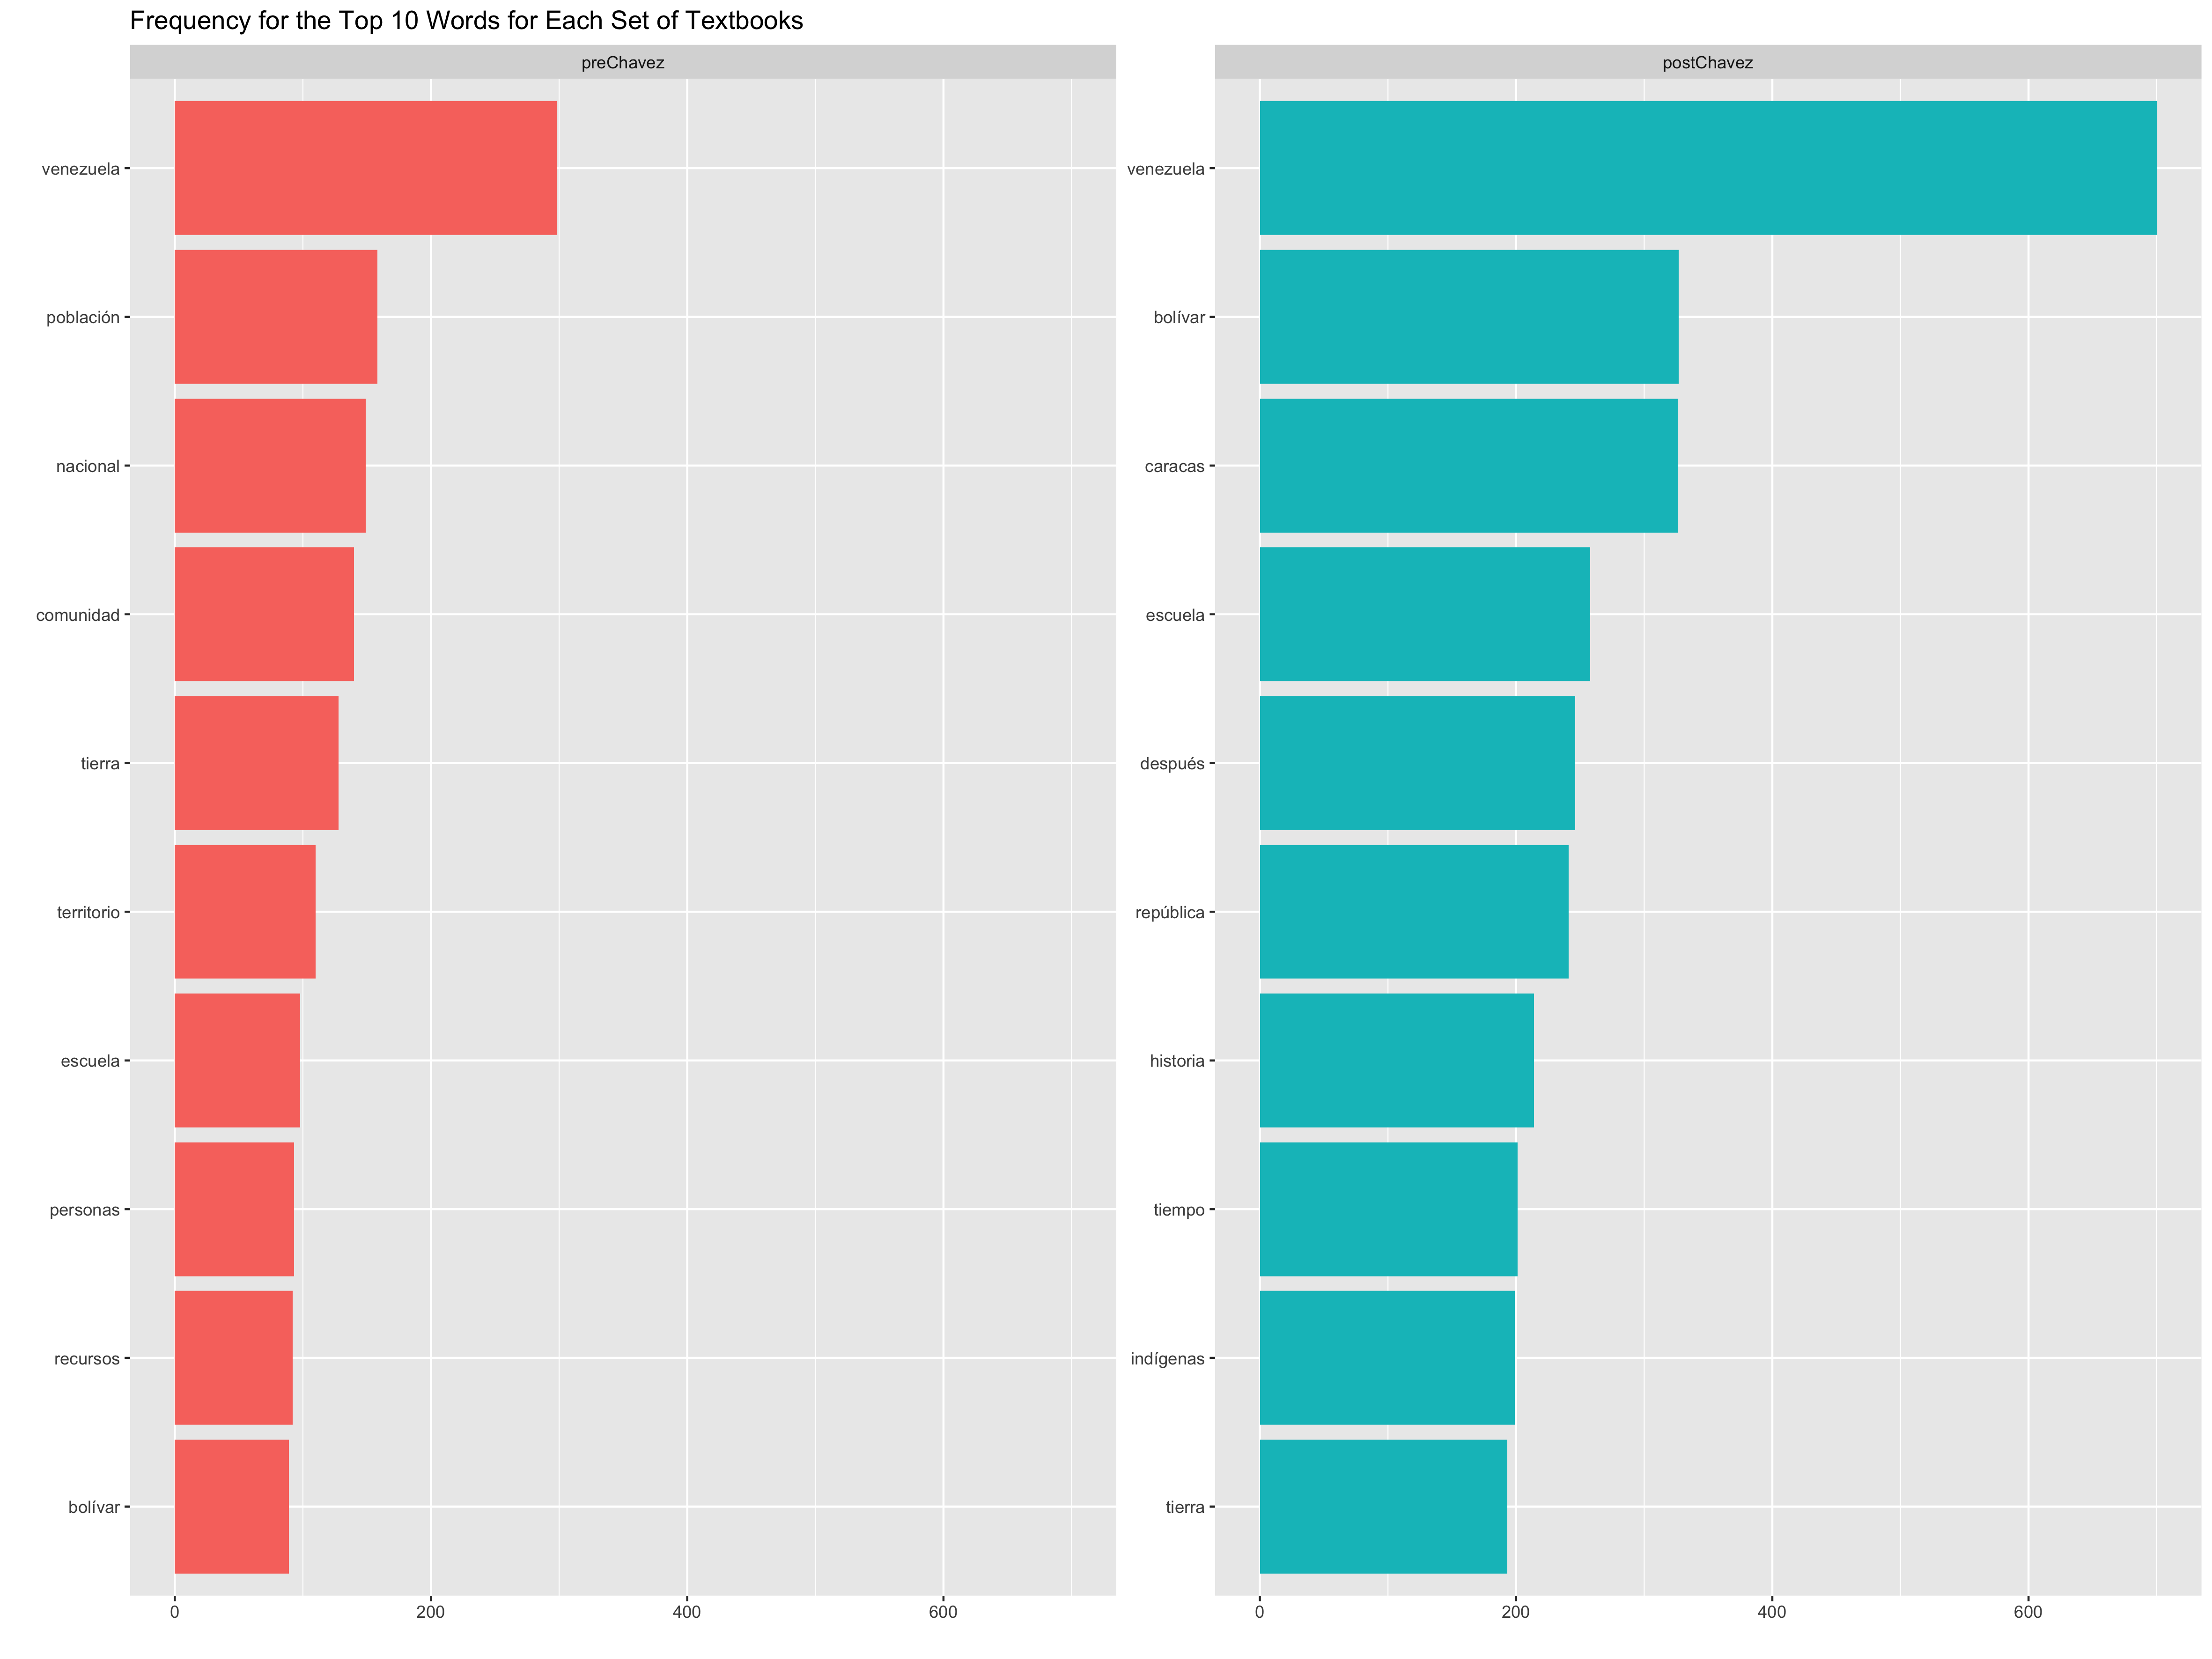 Frequency for the Top 10 Words for Each Set of Textbooks
preChavez
venezuela
población
nacional
comunidad
tierra
territorio
escuela
personas
recursos
bolívar
0 200 400 600
postChavez
venezuela
bolívar
caracas
escuela
después
república
historia
tiempo
indígenas
tierra
0 200 400 600